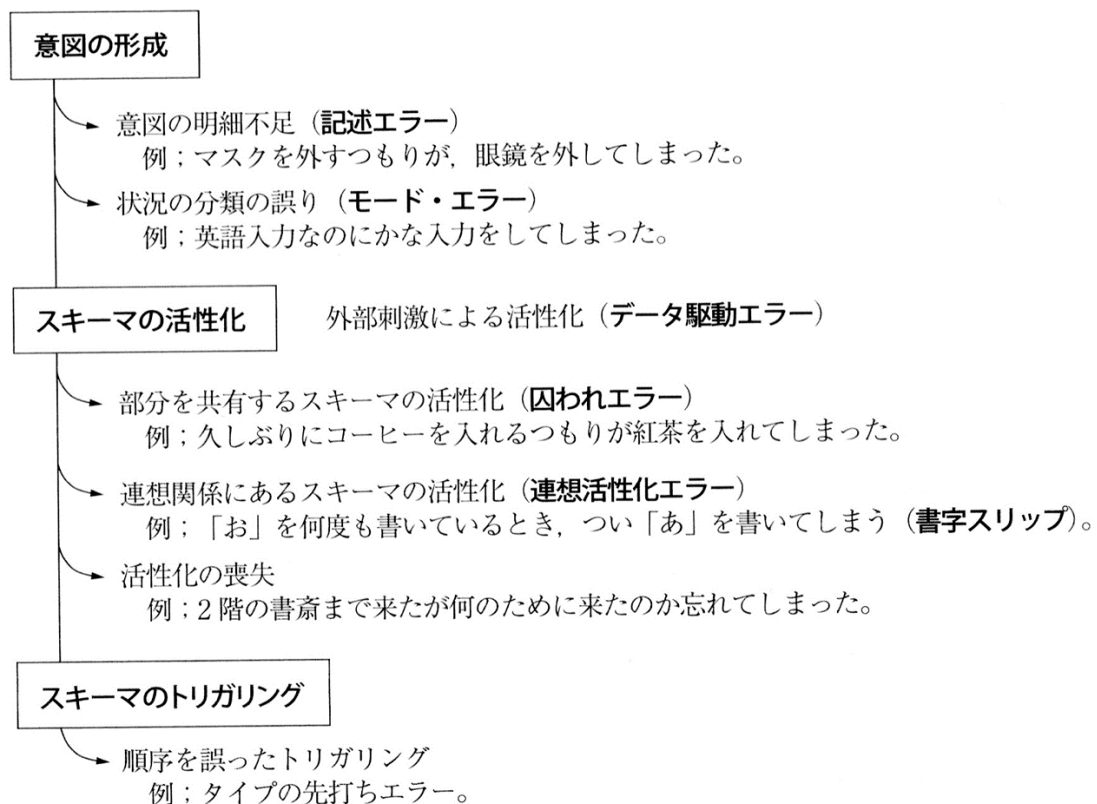 意図の形成
意図の明細不足（記述エラー）
例；マスクを外すつもりが，眼鏡を外してしまった。
状況の分類の誤り（モード・エラー）
例；英語入力なのにかな入力をしてしまった。
スキーマの活性化　外部刺激による活性化（データ駆動エラー）
部分を共有するスキーマの活性化（囚われエラー）
例；久しぶりにコーヒーを入れるつもりが紅茶を入れてしまった。
連想関係にあるスキーマの活性化（連想活性化エラー）
例；「お」を何度も書いているとき，つい「あ」を書いてしまう（書字スリップ）。
活性化の喪失
例；2階の書斎まで来たが何のために来たのか忘れてしまった。
スキーマのトリガリング
順序を誤ったトリガリング
例；タイプの先打ちエラー。